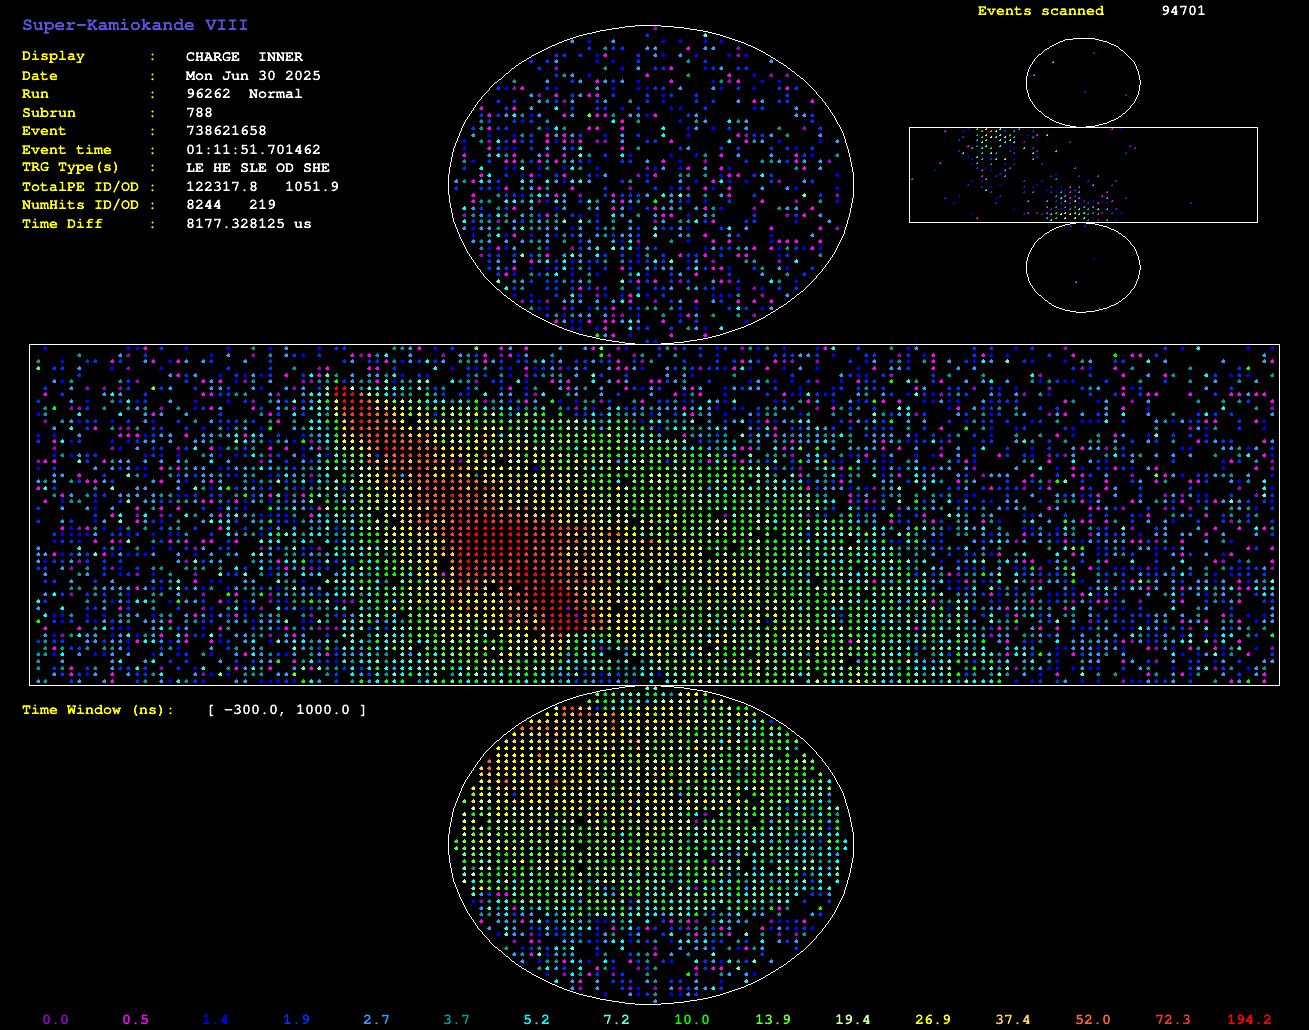 Super-Kamiokande VIII
Events scanned 94701
Display : CHARGE INNER
Date : Mon Jun 30 2025
Run : 96262 Normal
Subrun : 788
Event : 738621658
Event time : 01:11:51.701462
TRG Type(s) : LE HE SLE OD SHE
TotalPE ID/OD : 122317.8 1051.9
NumHits ID/OD : 8244 219
Time Diff : 8177.328125 us
Time Window (ns): [ -300.0, 1000.0 ]
0.0 0.5 1.4 1.9 2.7 3.7 5.2 7.2 10.0 13.9 19.4 26.9 37.4 52.0 72.3 194.2